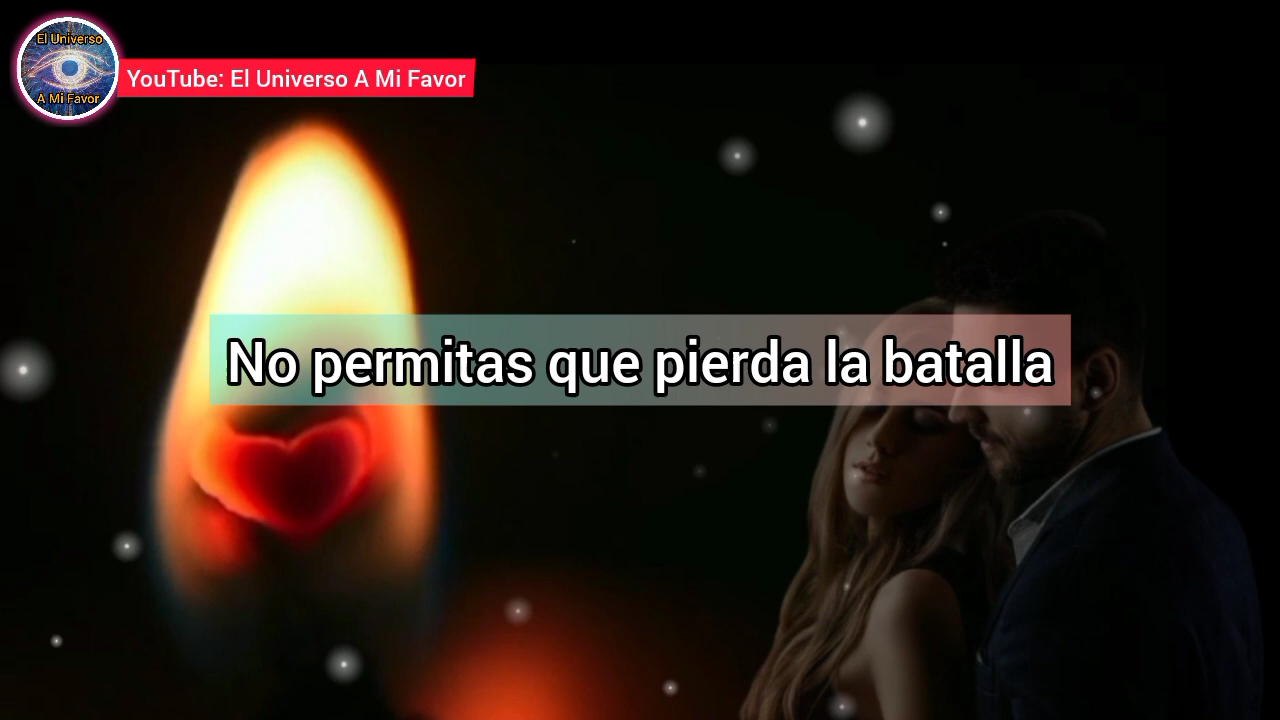 El Universo
A Mi Favor
YouTube: El Universo A Mi Favor
No permitas que pierda la batalla